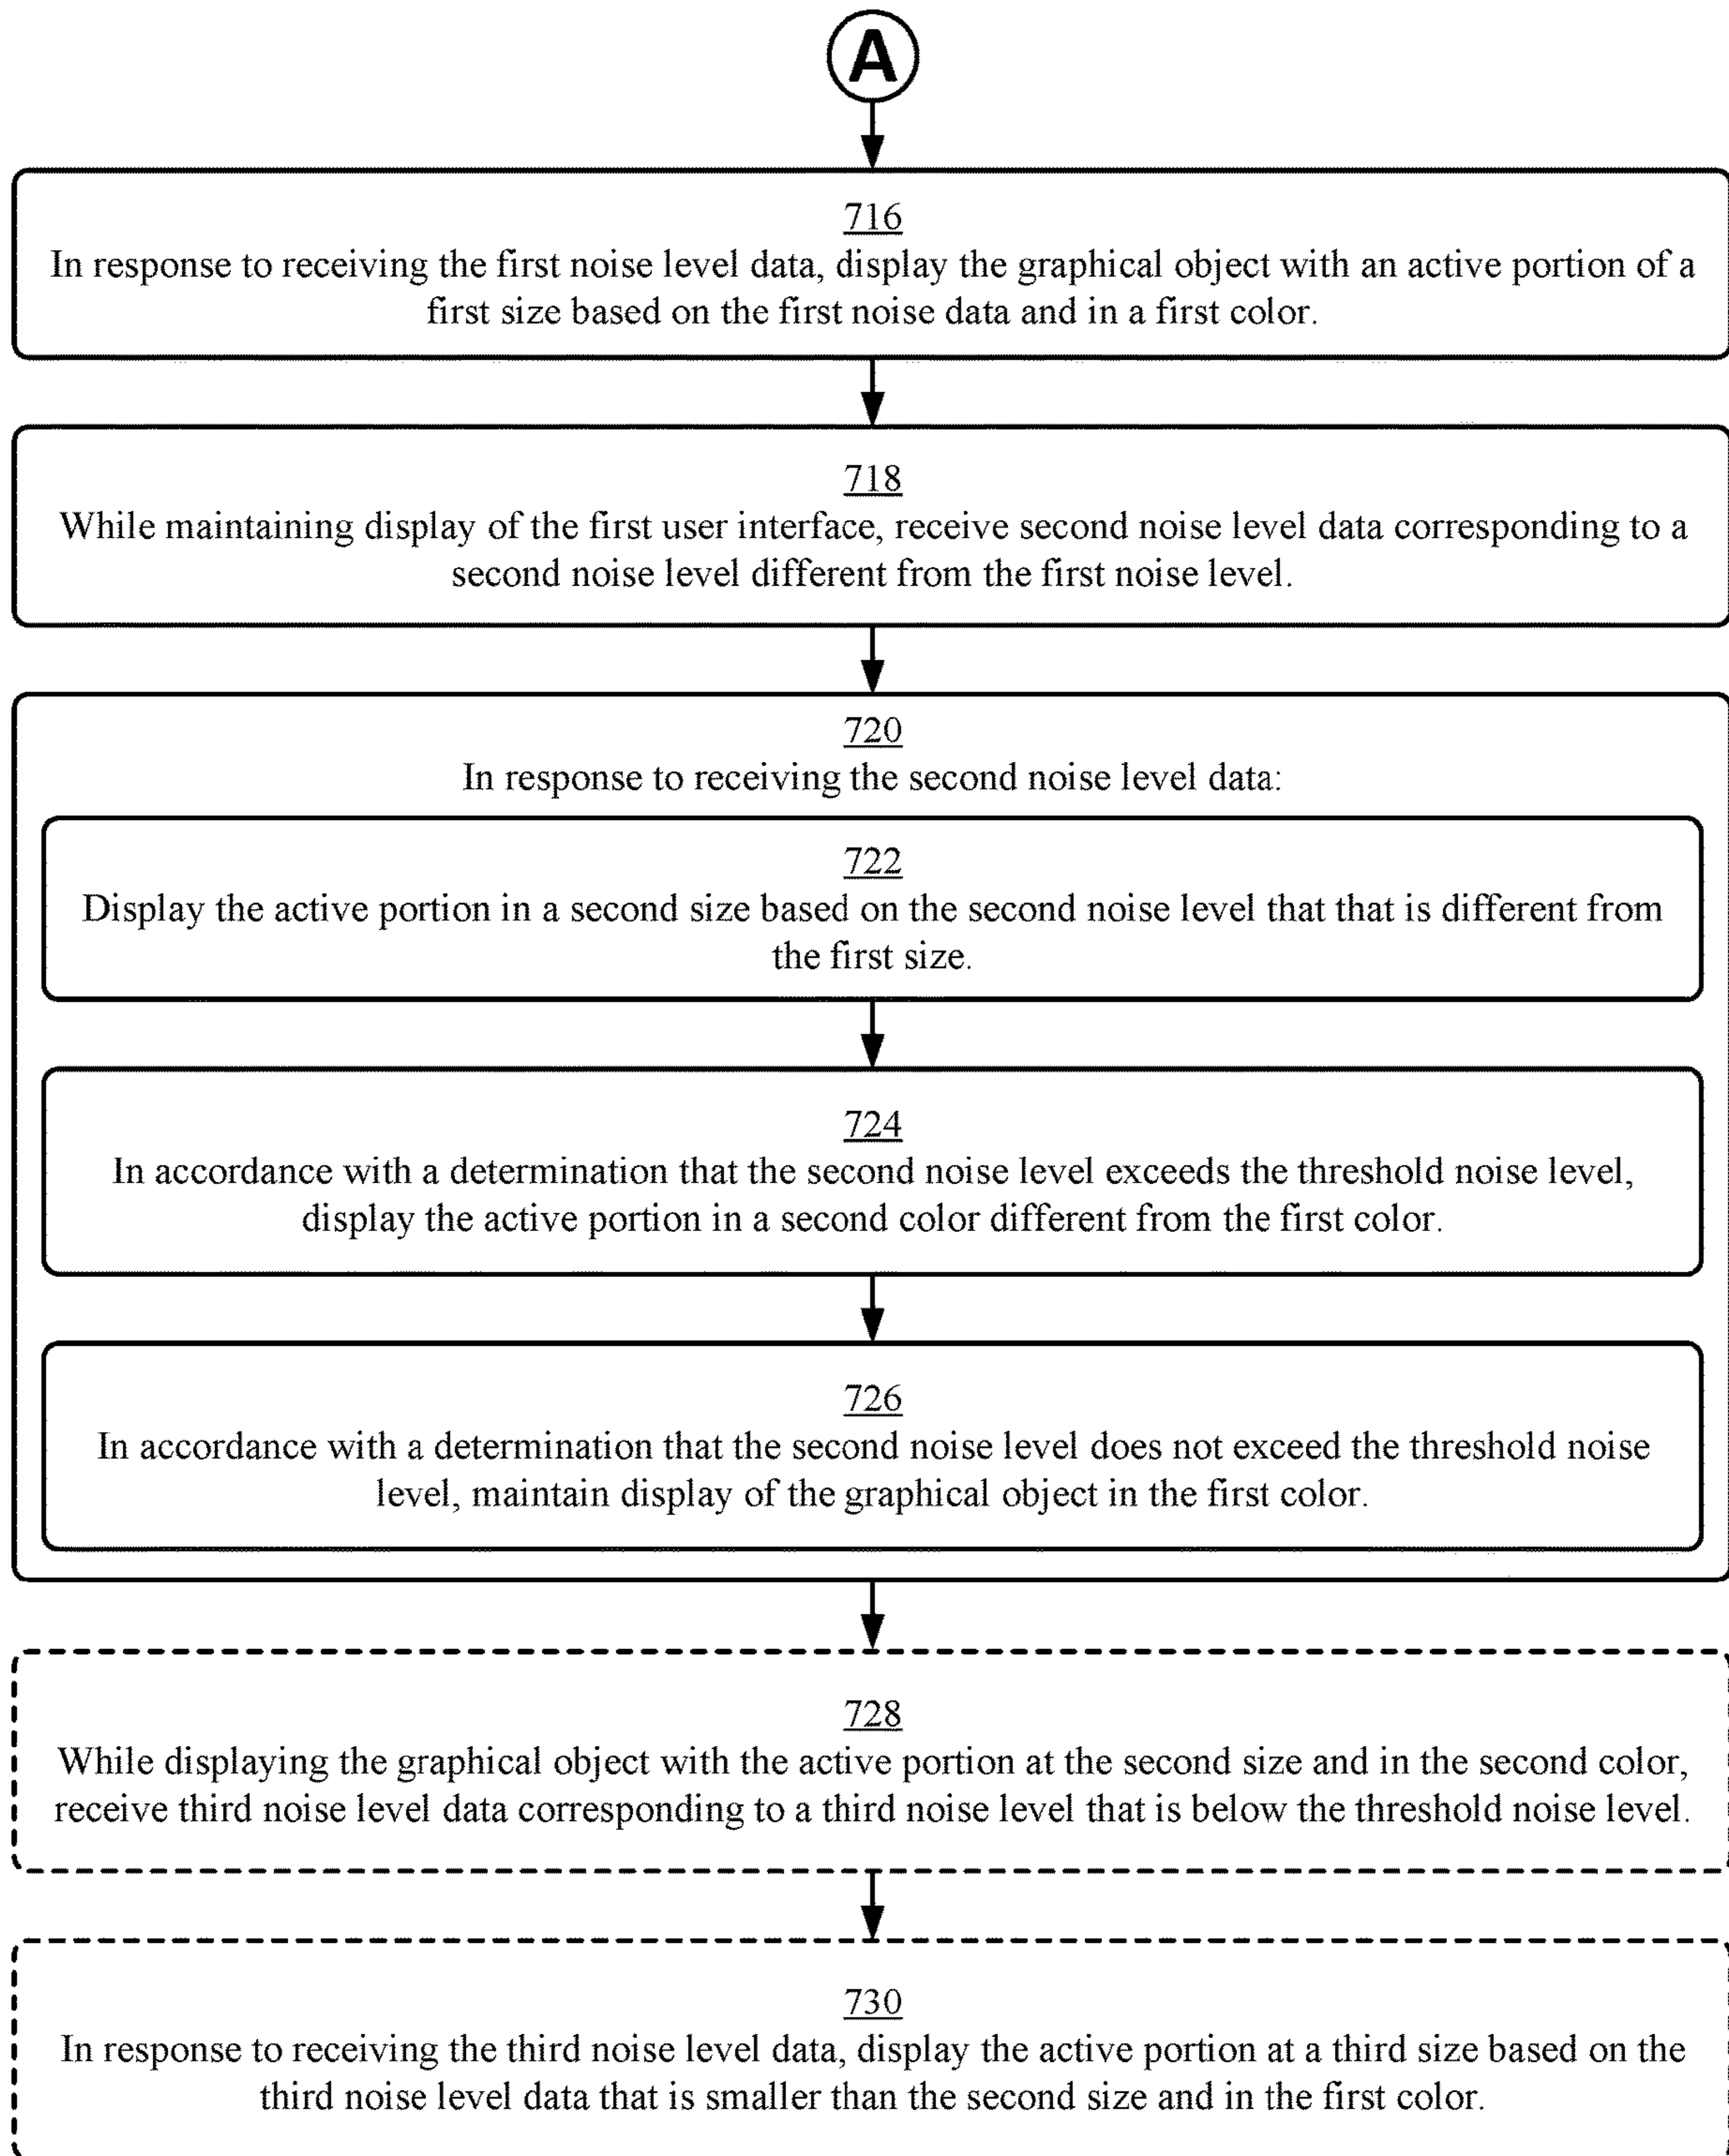 A
716
In response to receiving the first noise level data, display the graphical object with an active portion of a
first size based on the first noise data and in a first color.
718
While maintaining display of the first user interface, receive second noise level data corresponding to a
second noise level different from the first noise level.
720
In response to receiving the second noise level data:
722
Display the active portion in a second size based on the second noise level that that is different from
the first size.
724
In accordance with a determination that the second noise level exceeds the threshold noise level,
display the active portion in a second color different from the first color.
726
In accordance with a determination that the second noise level does not exceed the threshold noise
level, maintain display of the graphical object in the first color.
728
While displaying the graphical object with the active portion at the second size and in the second color,
receive third noise level data corresponding to a third noise level that is below the threshold noise level.
730
In response to receiving the third noise level data, display the active portion at a third size based on the
third noise level data that is smaller than the second size and in the first color.